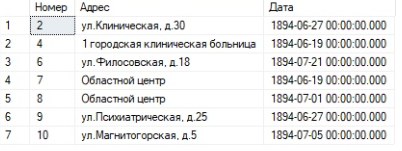 Номер Адрес Дата
1 2 ул.Клиническая, д.30 1894-06-27 00:00:00.000
2 4 1 городская клиническая больница 1894-06-19 00:00:00.000
3 6 ул.Филосовская, д.18 1894-07-21 00:00:00.000
4 7 Областной центр 1894-06-19 00:00:00.000
5 8 Областной центр 1894-07-01 00:00:00.000
6 9 ул.Психиатрическая, д.25 1894-06-27 00:00:00.000
7 10 ул.Магнитогорская, д.5 1894-07-05 00:00:00.000